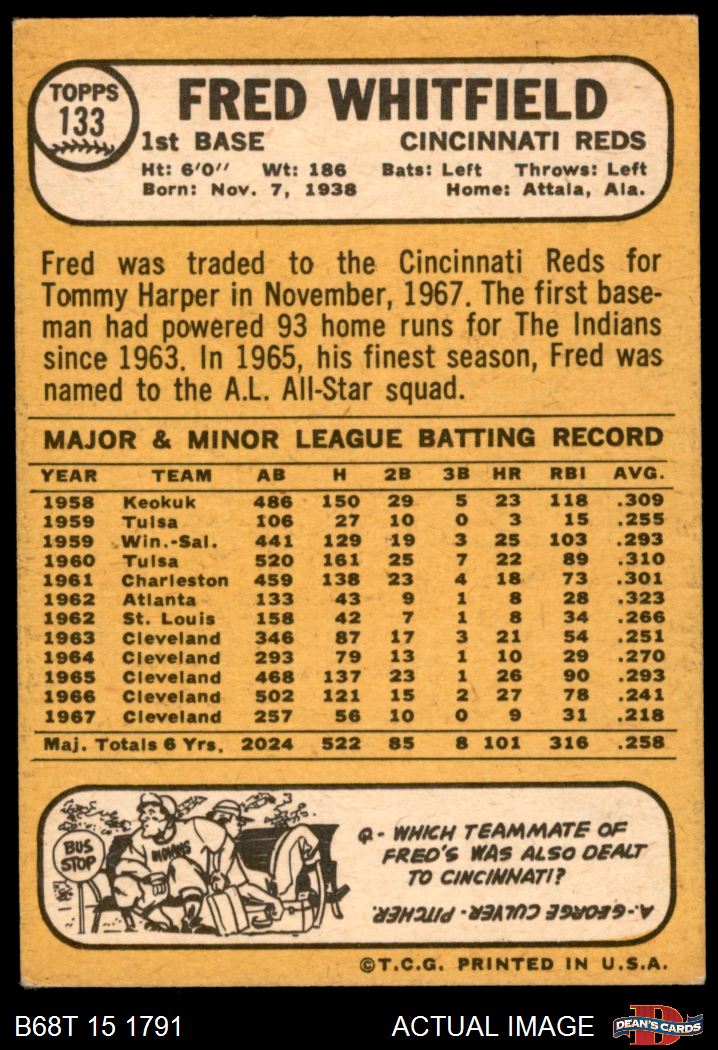 TOPPS
133
FRED WHITFIELD
1st BASE CINCINNATI REDS
Ht: 6'0" Wt: 186 Bats: Left Throws: Left
Born: Nov. 7, 1938 Home: Attala, Ala.
Fred was traded to the Cincinnati Reds for
Tommy Harper in November, 1967. The first base-
man had powered 93 home runs for The Indians
since 1963. In 1965, his finest season, Fred was
named to the A.L. All-Star squad.
MAJOR & MINOR LEAGUE BATTING RECORD
YEAR TEAM AB H 2B 3B HR RBI AVG.
1958 Keokuk 486 150 29 5 23 118 .309
1959 Tulsa 106 27 10 0 3 15 .255
1959 Win.-Sal. 441 129 19 3 25 103 .293
1960 Tulsa 520 161 25 7 22 89 .310
1961 Charleston 459 138 23 4 18 73 .301
1962 Atlanta 133 43 9 1 8 28 .323
1962 St. Louis 158 42 7 1 8 34 .266
1963 Cleveland 346 87 17 3 21 54 .251
1964 Cleveland 293 79 13 1 10 29 .270
1965 Cleveland 468 137 23 1 26 90 .293
1966 Cleveland 502 121 15 2 27 78 .241
1967 Cleveland 257 56 10 0 9 31 .218
Maj. Totals 6 Yrs. 2024 522 85 8 101 316 .258
BUS
STOP
INDIANS
Q- WHICH TEAMMATE OF
FRED'S WAS ALSO DEALT
TO CINCINNATI?
A-GEORGE CULVER-PITCHER.
©T.C.G. PRINTED IN U.S.A.
B68T 15 1791 ACTUAL IMAGE
D
DEAN'S CARDS